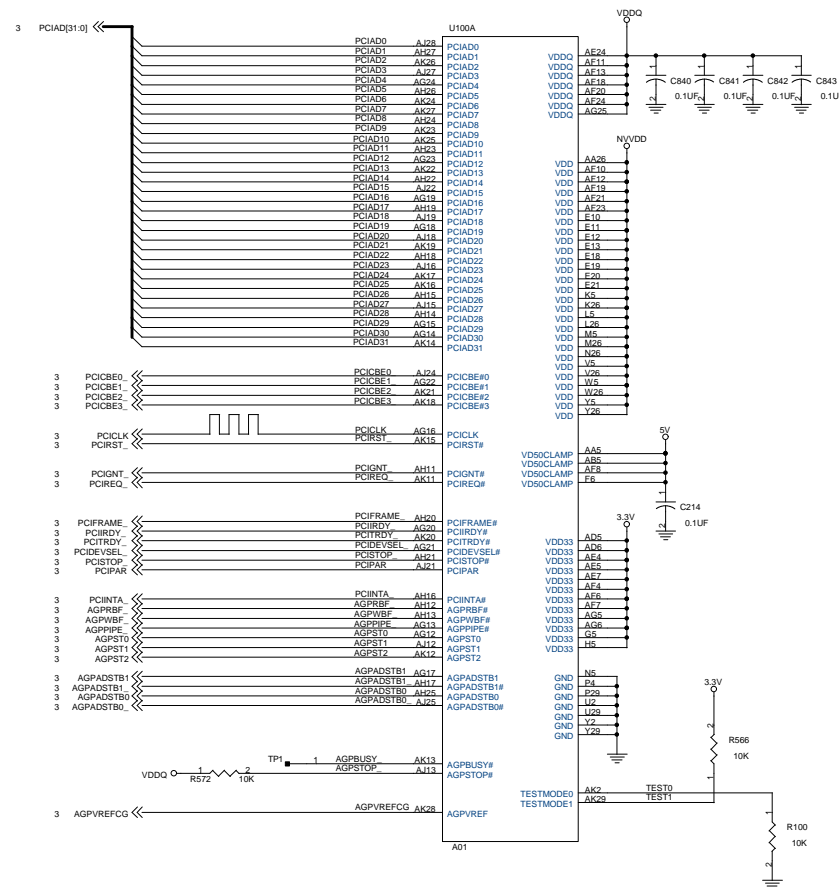 3 PCIAD[31:0]
U100A
VDDQ
PCIAD0 AJ28 PCIAD0
PCIAD1 AH27 PCIAD1
PCIAD2 AK26 PCIAD2
PCIAD3 AJ27 PCIAD3
PCIAD4 AG24 PCIAD4
PCIAD5 AH26 PCIAD5
PCIAD6 AK24 PCIAD6
PCIAD7 AK27 PCIAD7
PCIAD8 AH24 PCIAD8
PCIAD9 AK23 PCIAD9
PCIAD10 AK25 PCIAD10
PCIAD11 AH23 PCIAD11
PCIAD12 AG23 PCIAD12
PCIAD13 AK22 PCIAD13
PCIAD14 AH22 PCIAD14
PCIAD15 AJ22 PCIAD15
PCIAD16 AG19 PCIAD16
PCIAD17 AH19 PCIAD17
PCIAD18 AJ19 PCIAD18
PCIAD19 AG18 PCIAD19
PCIAD20 AJ18 PCIAD20
PCIAD21 AK19 PCIAD21
PCIAD22 AH18 PCIAD22
PCIAD23 AJ16 PCIAD23
PCIAD24 AK17 PCIAD24
PCIAD25 AK16 PCIAD25
PCIAD26 AH15 PCIAD26
PCIAD27 AJ15 PCIAD27
PCIAD28 AH14 PCIAD28
PCIAD29 AG15 PCIAD29
PCIAD30 AG14 PCIAD30
PCIAD31 AK14 PCIAD31
3 PCICBE0_ PCICBE0_ AJ24 PCICBE#0
3 PCICBE1_ PCICBE1_ AG22 PCICBE#1
3 PCICBE2_ PCICBE2_ AK21 PCICBE#2
3 PCICBE3_ PCICBE3_ AK18 PCICBE#3
3 PCICLK PCICLK AG16 PCICLK
3 PCIRST_ PCIRST_ AK15 PCIRST#
3 PCIGNT_ PCIGNT_ AH11 PCIGNT#
3 PCIREQ_ PCIREQ_ AK11 PCIREQ#
3 PCIFRAME_ PCIFRAME_ AH20 PCIFRAME#
3 PCIIRDY_ PCIIRDY_ AG20 PCIIRDY#
3 PCITRDY_ PCITRDY_ AK20 PCITRDY#
3 PCIDEVSEL_ PCIDEVSEL_ AG21 PCIDEVSEL#
3 PCISTOP_ PCISTOP_ AH21 PCISTOP#
3 PCIPAR PCIPAR AJ21 PCIPAR
3 PCIINTA_ PCIINTA_ AH16 PCIINTA#
3 AGPRBF_ AGPRBF_ AH12 AGPRBF#
3 AGPWBF_ AGPWBF_ AH13 AGPWBF#
3 AGPPIPE_ AGPPIPE_ AG13 AGPPIPE#
3 AGPST0 AGPST0 AG12 AGPST0
3 AGPST1 AGPST1 AJ12 AGPST1
3 AGPST2 AGPST2 AK12 AGPST2
3 AGPADSTB1 AGPADSTB1 AG17 AGPADSTB1
3 AGPADSTB1_ AGPADSTB1_ AH17 AGPADSTB1#
3 AGPADSTB0 AGPADSTB0 AH25 AGPADSTB0
3 AGPADSTB0_ AGPADSTB0_ AJ25 AGPADSTB0#
TP1 1 AGPBUSY_ AK13 AGPBUSY#
VDDQ 1 2 AGPSTOP_ AJ13 AGPSTOP#
R572 10K
3 AGPVREFCG AGPVREFCG AK28 AGPVREF
A01
VDDQ AE24
VDDQ AF11
VDDQ AF13
VDDQ AF18
VDDQ AF20
VDDQ AF24
VDDQ AG25
1 C840 1 C841 1 C842 1 C843
2 0.1UF 2 0.1UF 2 0.1UF 2 0.1U
NVVDD
VDD AA26
VDD AF10
VDD AF12
VDD AF19
VDD AF21
VDD AF23
VDD E10
VDD E11
VDD E12
VDD E13
VDD E18
VDD E19
VDD E20
VDD E21
VDD K5
VDD K26
VDD L5
VDD L26
VDD M5
VDD M26
VDD N26
VDD V5
VDD V26
VDD W5
VDD W26
VDD Y5
VDD Y26
5V
VD50CLAMP AA5
VD50CLAMP AB5
VD50CLAMP AF8
VD50CLAMP F6
1 C214
2 0.1UF
3.3V
VDD33 AD5
VDD33 AD6
VDD33 AE4
VDD33 AE5
VDD33 AE7
VDD33 AF4
VDD33 AF6
VDD33 AF7
VDD33 AG5
VDD33 AG6
VDD33 G5
VDD33 H5
GND N5
GND P4
GND P29
GND U2
GND U29
GND Y2
GND Y29
3.3V
2
R566
10K
1
TESTMODE0 AK2 TEST0
TESTMODE1 AK29 TEST1
1
R100
10K
2